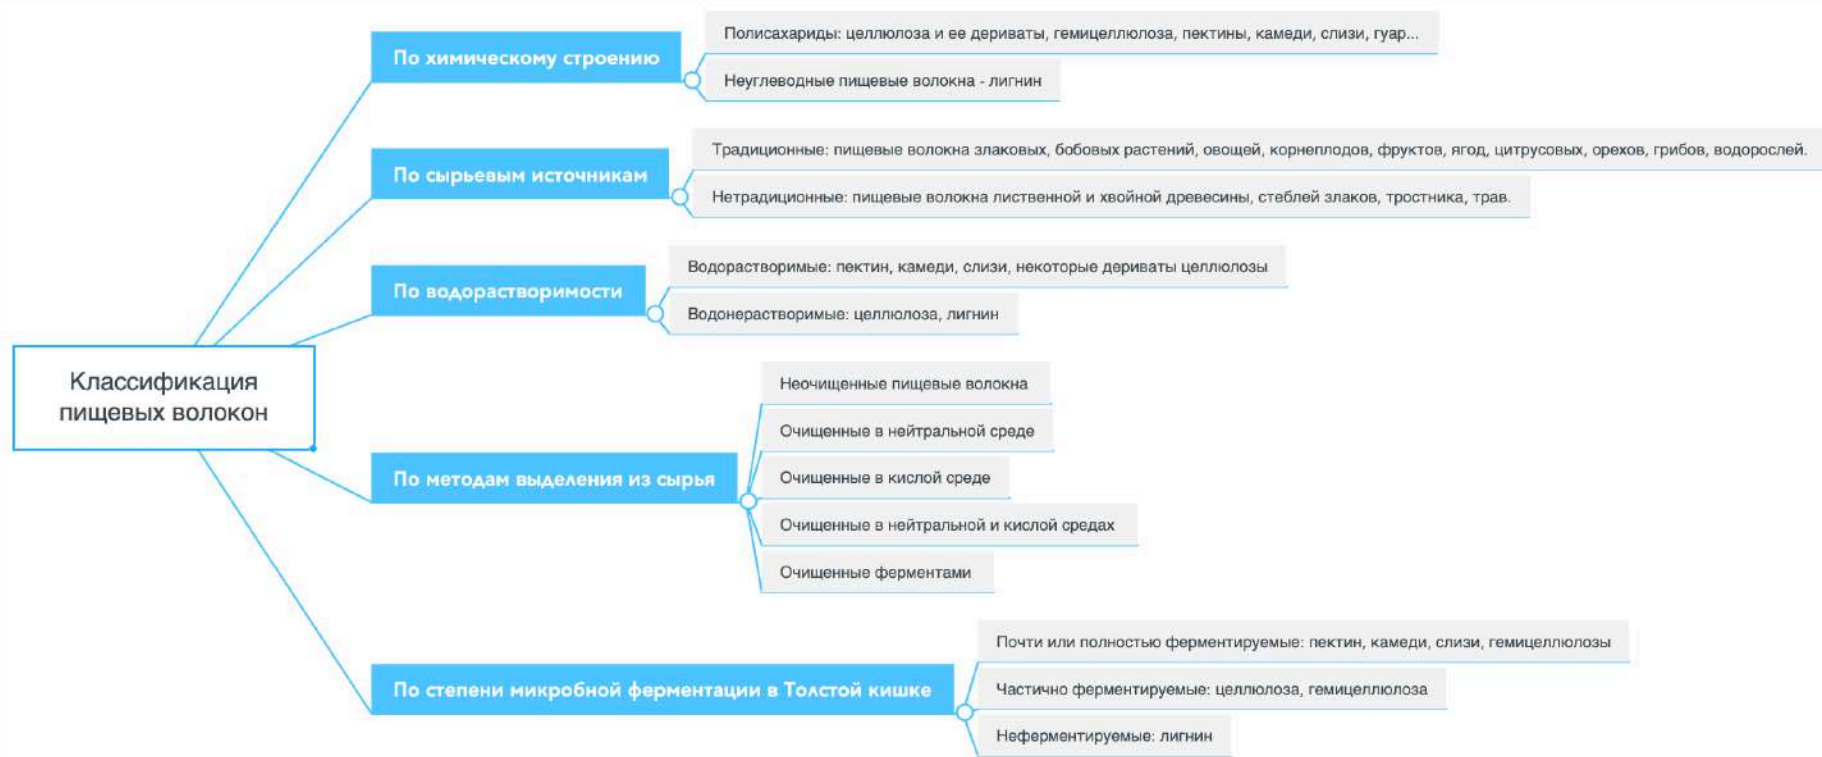 Классификация
пищевых волокон
По химическому строению
Полисахариды: целлюлоза и ее дериваты, гемицеллюлоза, пектины, камеди, слизи, гуар...
Неуглеводные пищевые волокна - лигнин
По сырьевым источникам
Традиционные: пищевые волокна злаковых, бобовых растений, овощей, корнеплодов, фруктов, ягод, цитрусовых, орехов, грибов, водорослей.
Нетрадиционные: пищевые волокна лиственной и хвойной древесины, стеблей злаков, тростника, трав.
По водорастворимости
Водорастворимые: пектин, камеди, слизи, некоторые дериваты целлюлозы
Водонерастворимые: целлюлоза, лигнин
По методам выделения из сырья
Неочищенные пищевые волокна
Очищенные в нейтральной среде
Очищенные в кислой среде
Очищенные в нейтральной и кислой средах
Очищенные ферментами
По степени микробной ферментации в Толстой кишке
Почти или полностью ферментируемые: пектин, камеди, слизи, гемицеллюлозы
Частично ферментируемые: целлюлоза, гемицеллюлоза
Неферментируемые: лигнин